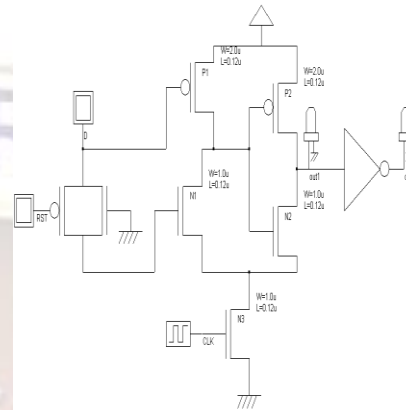 W=2.0u
L=0.12u
P1
W=2.0u
L=0.12u
P2
D
out1
W=1.0u
L=0.12u
N1
W=1.0u
L=0.12u
N2
RST
W=1.0u
L=0.12u
N3
CLK